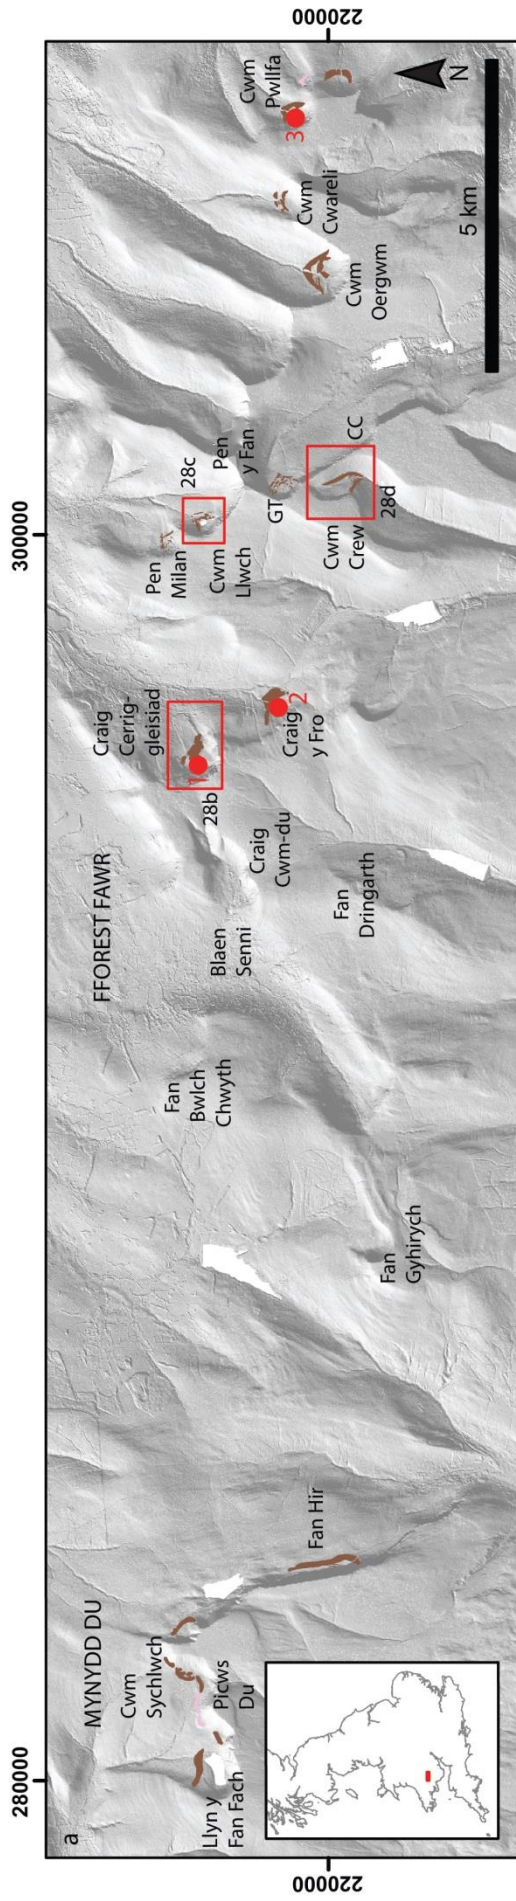 a
280000
300000
220000
220000
MYNYDD DU
FFOREST FAWR
Llyn y
Fan Fach
Cwm
Sychlwch
Picws
Du
Fan Hir
Fan
Gyhirych
Fan
Bwlch
Chwyth
Blaen
Senni
Craig
Cwm-du
Fan
Dringarth
28b
Craig
Cerrig-
gleisiad
1
Craig
y Fro
2
Pen
Milan
Cwm
Llwch
28c
Pen
y Fan
GT
Cwm
Crew
28d
CC
Cwm
Oergwm
Cwm
Cwareli
Cwm
Pwllfa
3
N
5 km